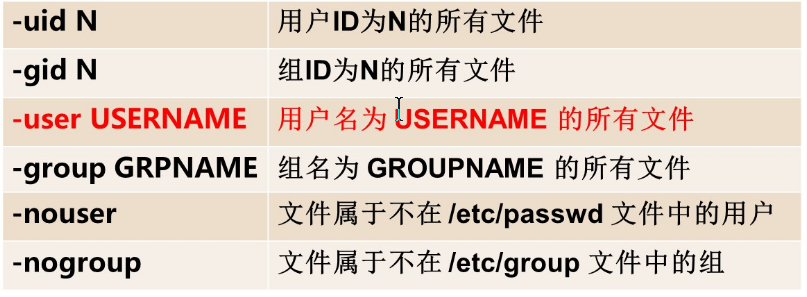 -uid N 用户ID为N的所有文件
-gid N 组ID为N的所有文件
-user USERNAME 用户名为 USERNAME 的所有文件
-group GRPNAME 组名为 GROUPNAME 的所有文件
-nouser 文件属于不在 /etc/passwd 文件中的用户
-nogroup 文件属于不在 /etc/group 文件中的组